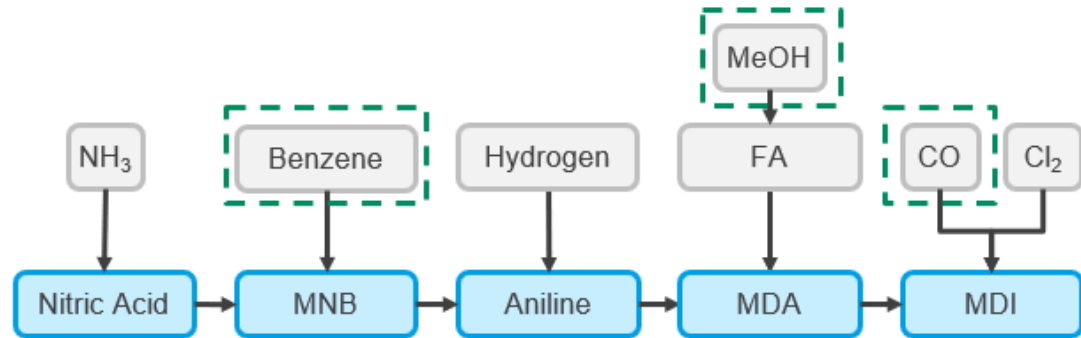 MeOH
NH₃
Benzene
Hydrogen
FA
CO
Cl₂
Nitric Acid
MNB
Aniline
MDA
MDI